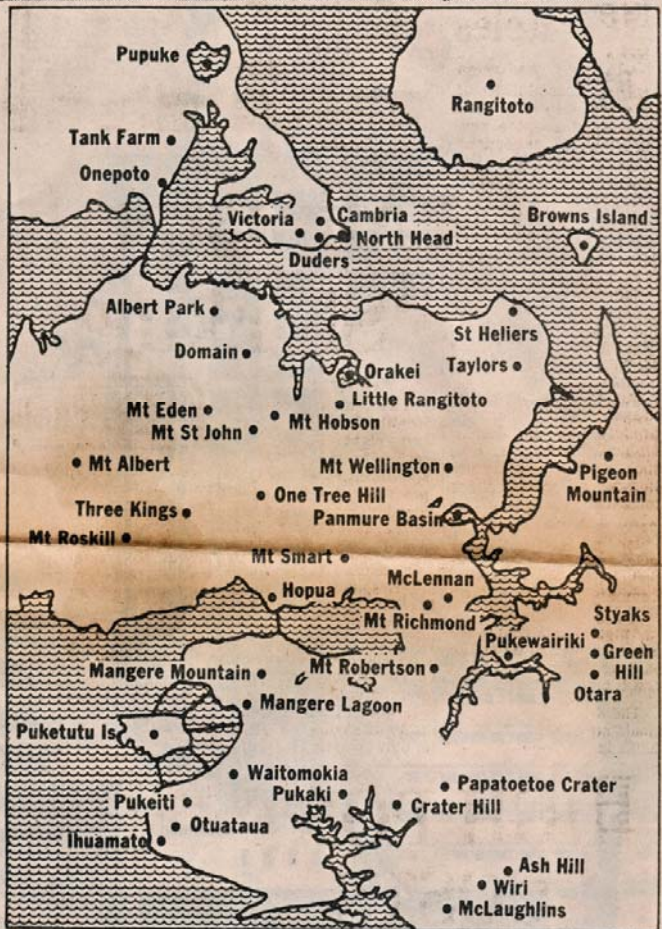 Pupuke
Rangitoto
Tank Farm
Onepoto
Victoria
Cambria
Browns Island
North Head
Duders
Albert Park
St Heliers
Domain
Taylors
Orakei
Little Rangitoto
Mt Eden
Mt Hobson
Mt St John
Mt Albert
Mt Wellington
Pigeon
Mountain
One Tree Hill
Three Kings
Panmure Basin
Mt Roskill
Mt Smart
McLennan
Hopua
Styaks
Mt Richmond
Pukewairiki
Green
Hill
Mt Robertson
Mangere Mountain
Otara
Mangere Lagoon
Puketutu Is
Waitomokia
Papatoetoe Crater
Pukaki
Pukeiti
Crater Hill
Otuataua
Ihuamato
Ash Hill
Wiri
McLaughlins